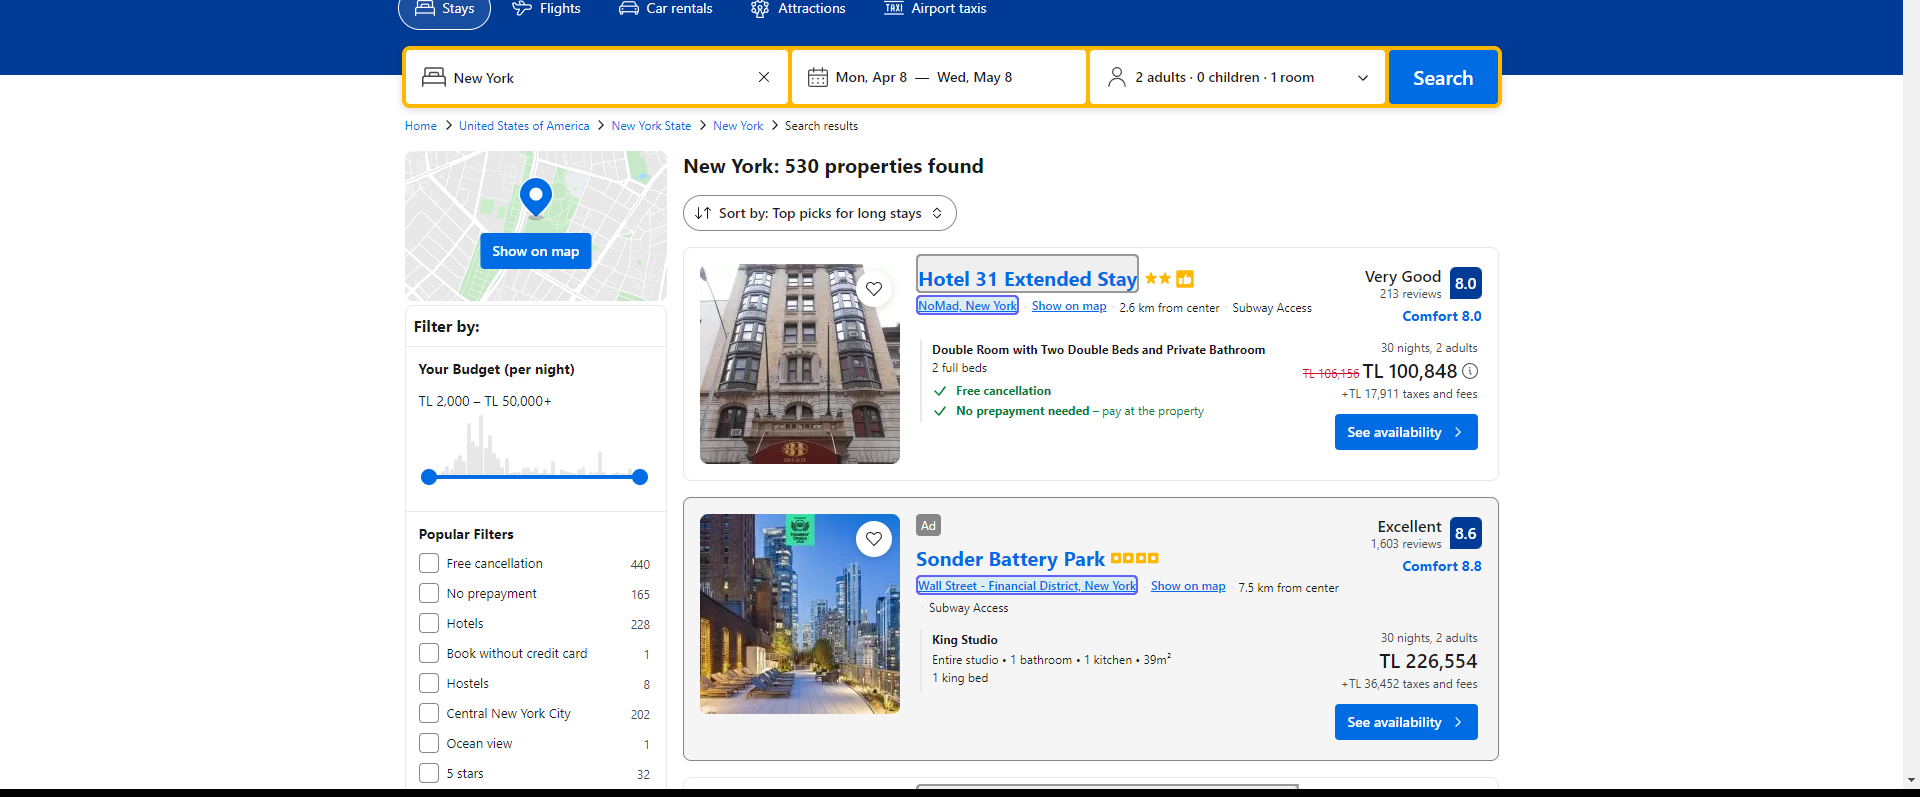 Stays
Flights
Car rentals
Attractions
TAXI
Airport taxis
New York
Mon, Apr 8 — Wed, May 8
2 adults · 0 children · 1 room
Search
Home > United States of America > New York State > New York > Search results
Show on map
Filter by:
Your Budget (per night)
TL 2,000 – TL 50,000+
Popular Filters
Free cancellation 440
No prepayment 165
Hotels 228
Book without credit card 1
Hostels 8
Central New York City 202
Ocean view 1
5 stars 32
New York: 530 properties found
Sort by: Top picks for long stays
Hotel 31 Extended Stay
NoMad, New York · Show on map · 2.6 km from center · Subway Access
Double Room with Two Double Beds and Private Bathroom
2 full beds
Free cancellation
No prepayment needed – pay at the property
Very Good 8.0
213 reviews
Comfort 8.0
30 nights, 2 adults
TL 106,156 TL 100,848
+TL 17,911 taxes and fees
See availability
Ad
Sonder Battery Park
Wall Street - Financial District, New York · Show on map · 7.5 km from center
· Subway Access
King Studio
Entire studio • 1 bathroom • 1 kitchen • 39m²
1 king bed
Excellent 8.6
1,603 reviews
Comfort 8.8
30 nights, 2 adults
TL 226,554
+TL 36,452 taxes and fees
See availability